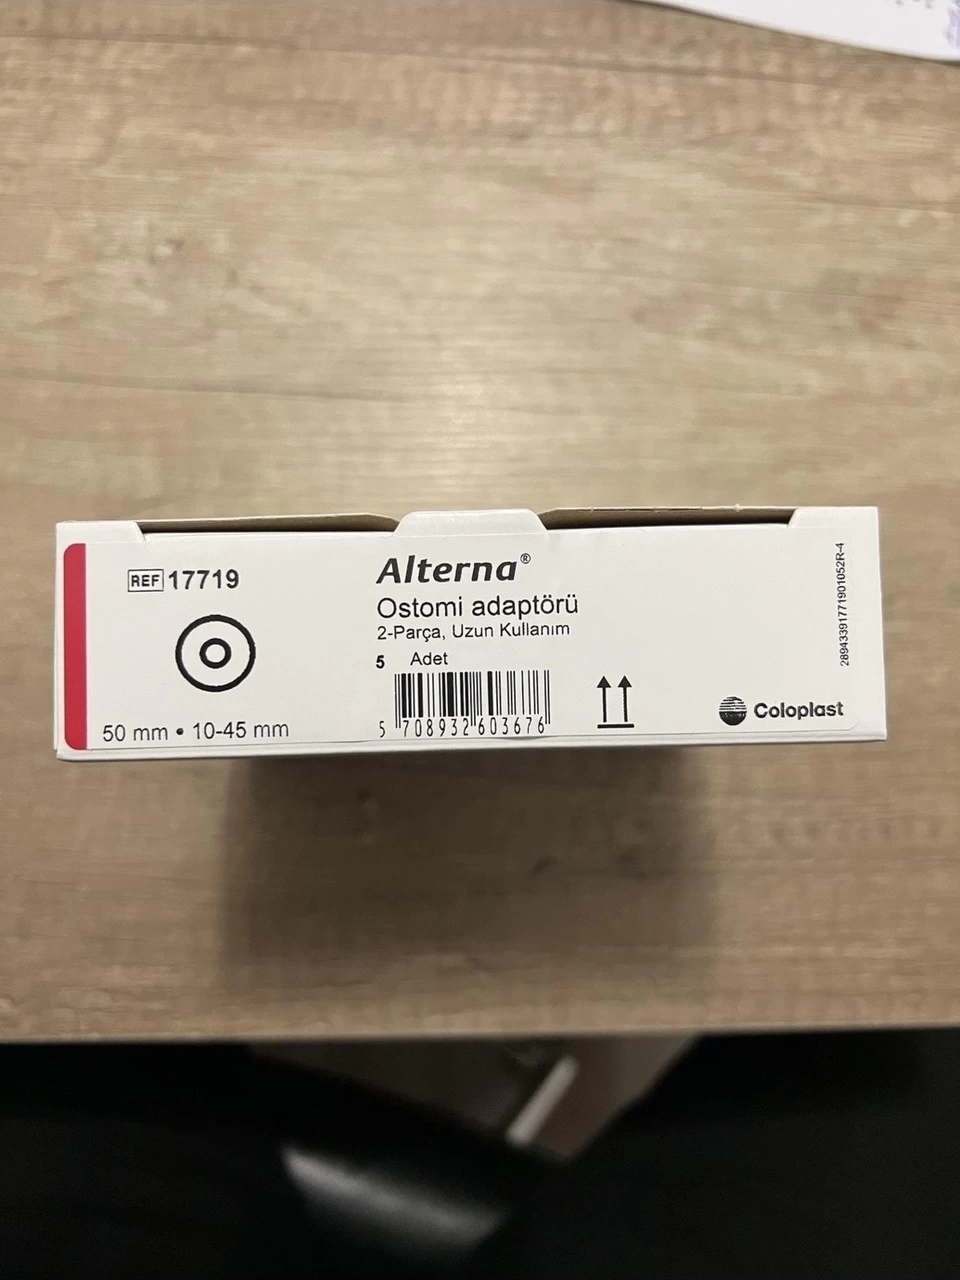 REF 17719
50 mm • 10-45 mm
Alterna®
Ostomi adaptörü
2-Parça, Uzun Kullanım
5 Adet
5 708932 603676
Coloplast
28943391771901052R-4